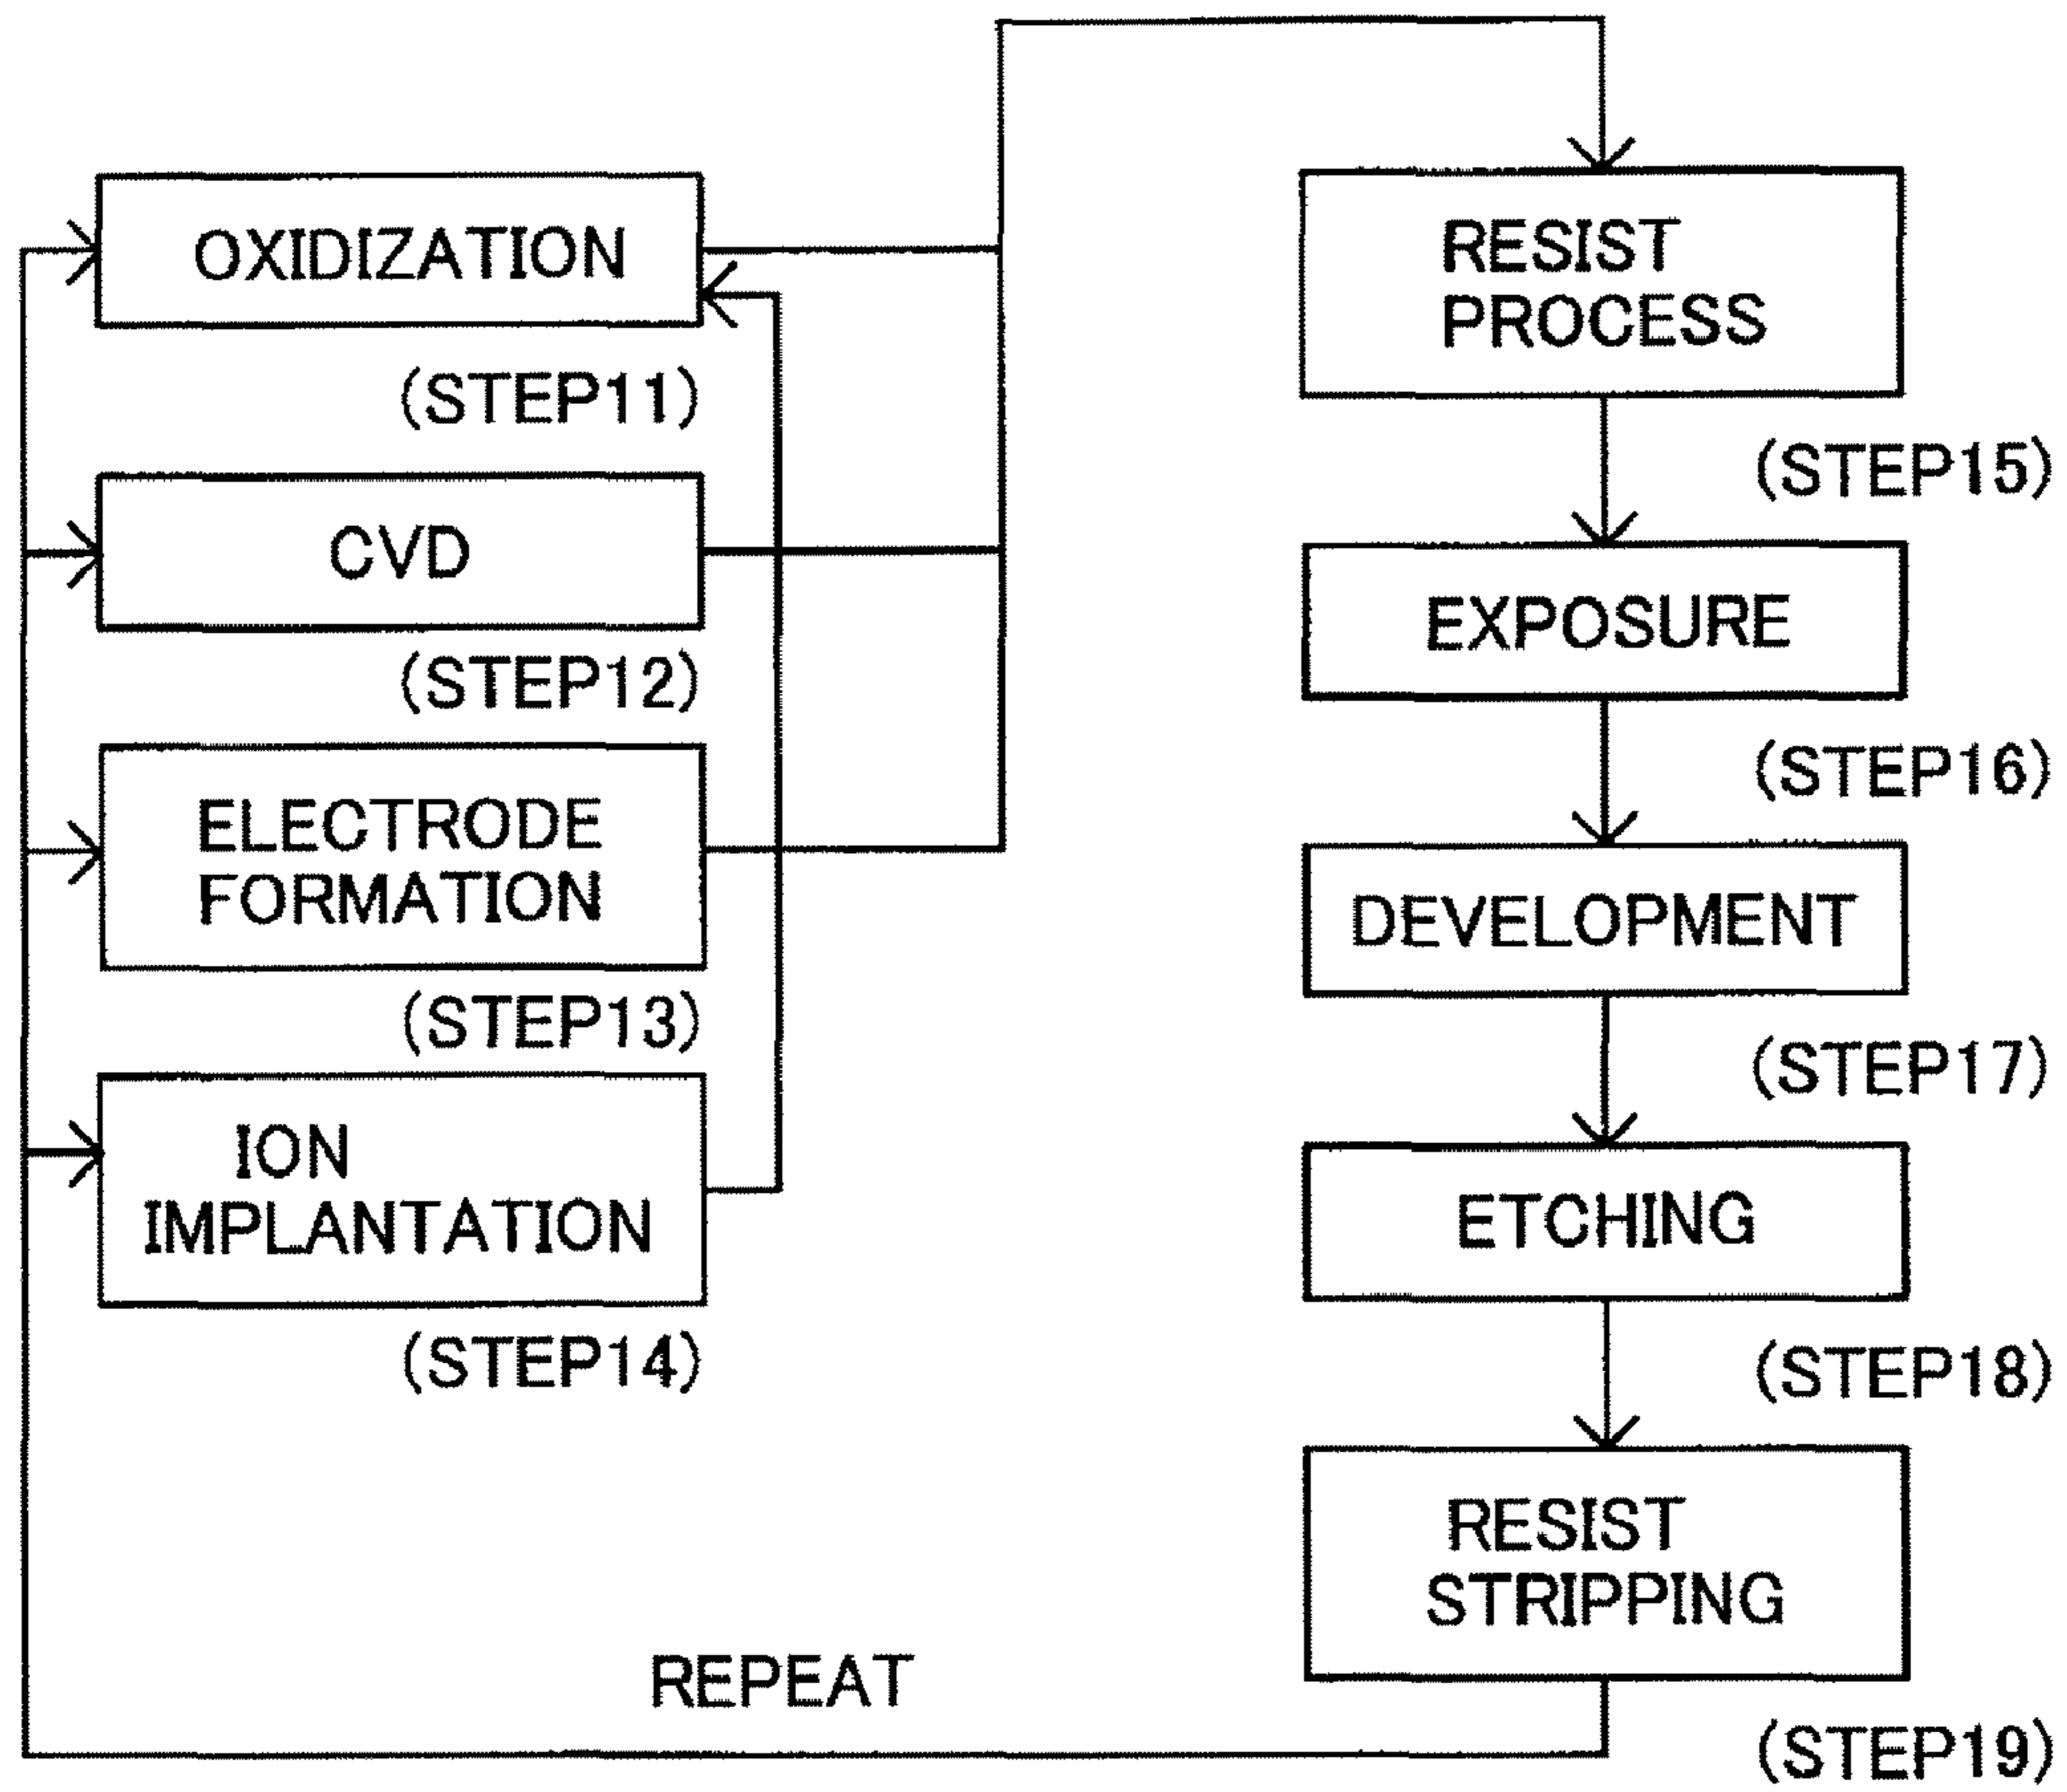 OXIDIZATION
(STEP11)
CVD
(STEP12)
ELECTRODE
FORMATION
(STEP13)
ION
IMPLANTATION
(STEP14)
RESIST
PROCESS
(STEP15)
EXPOSURE
(STEP16)
DEVELOPMENT
(STEP17)
ETCHING
(STEP18)
RESIST
STRIPPING
(STEP19)
REPEAT